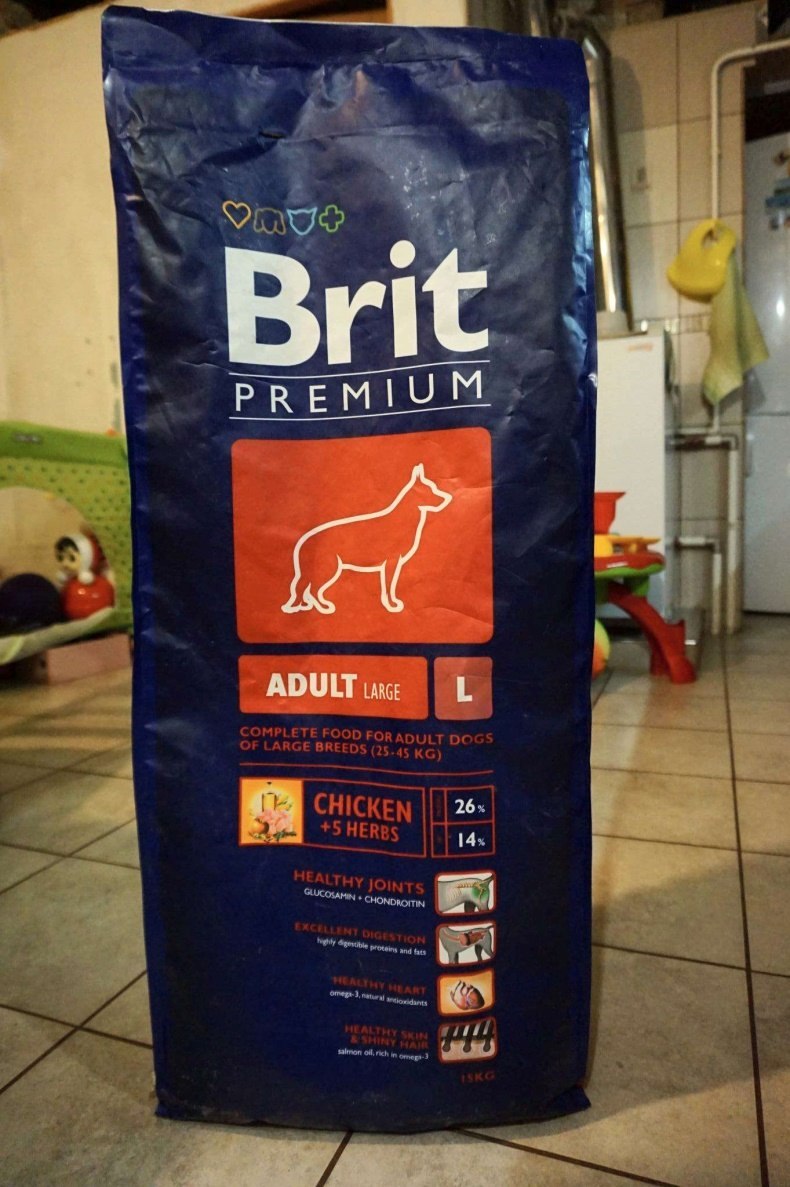 Brit
PREMIUM
ADULT LARGE
L
COMPLETE FOOD FOR ADULT DOGS
OF LARGE BREEDS (25-45 KG)
CHICKEN
+5 HERBS
26%
14%
HEALTHY JOINTS
GLUCOSAMIN + CHONDROITIN
EXCELLENT DIGESTION
highly digestible proteins and fats
HEALTHY HEART
omega-3, natural antioxidants
HEALTHY SKIN
& SHINY HAIR
salmon oil, rich in omega-3
15KG